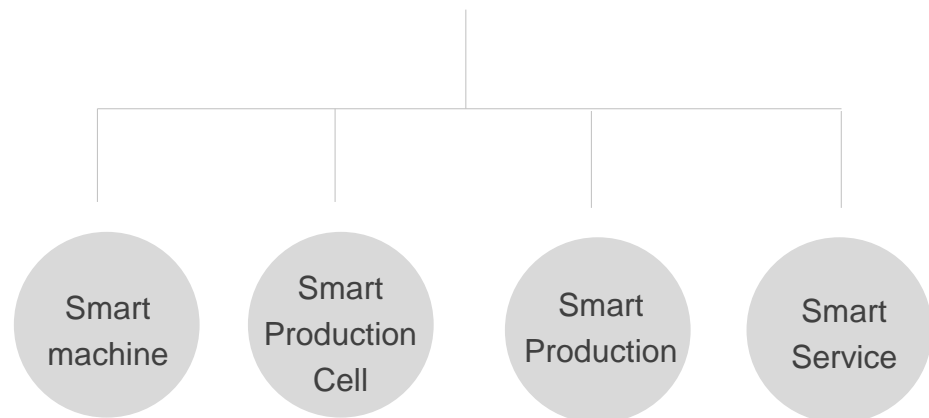 Smart
machine
Smart
Production
Cell
Smart
Production
Smart
Service